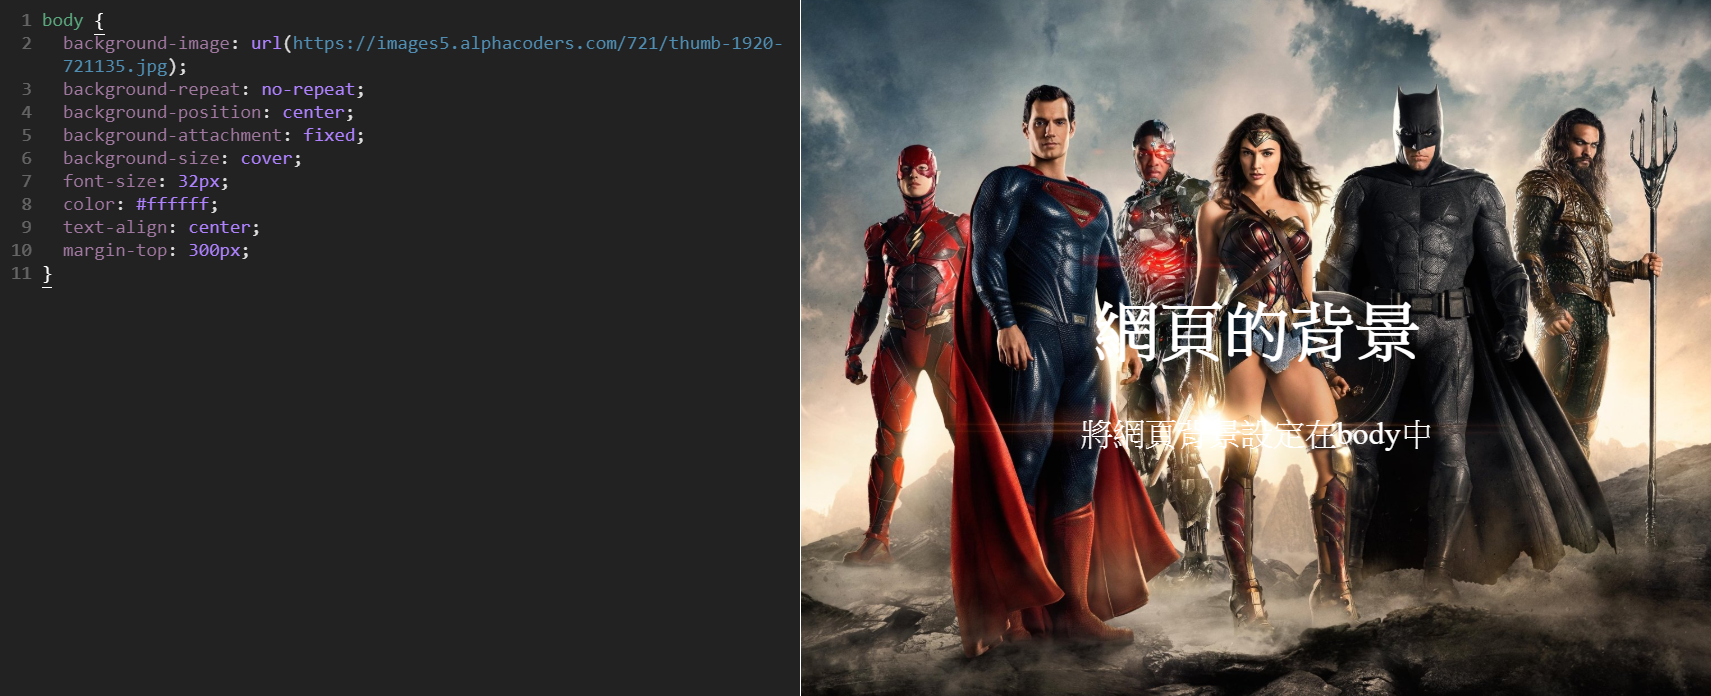 1 body {
2 background-image: url(https://images5.alphacoders.com/721/thumb-1920-
721135.jpg);
3 background-repeat: no-repeat;
4 background-position: center;
5 background-attachment: fixed;
6 background-size: cover;
7 font-size: 32px;
8 color: #ffffff;
9 text-align: center;
10 margin-top: 300px;
11 }
網頁的背景
將網頁背景設定在body中